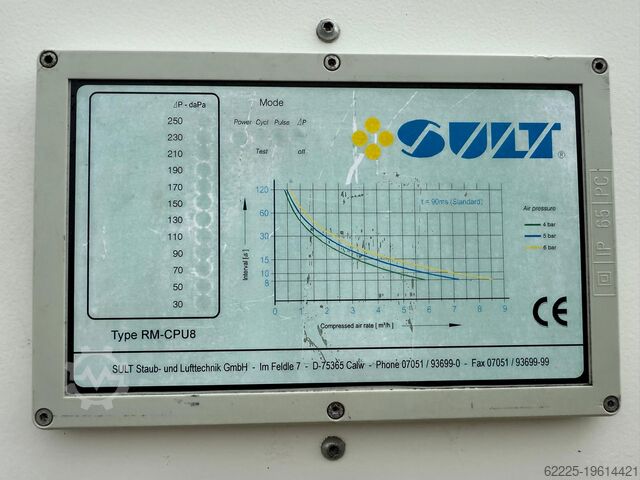 ΔP - daPa
250
230
210
190
170
150
130
110
90
70
50
30
Type RM-CPU8
Mode
Power Cycl Pulse ΔP
Test off
SULT ®
t = 90ms (Standard)
120
60
30
15
10
8
Interval [s]
0 1 2 3 4 5 6 7 8 9
Compressed air rate [m³/h]
Air pressure
4 bar
5 bar
6 bar
CE
IP 65 PC
SULT Staub- und Lufttechnik GmbH - Im Feldle 7 - D-75365 Calw - Phone 07051 / 93699-0 - Fax 07051 / 93699-99
62225-19614421